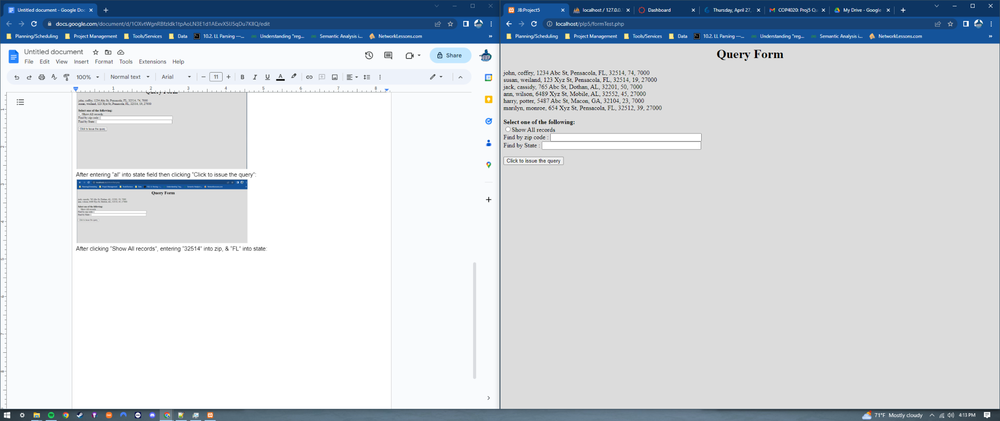 Untitled document - Google Doc
docs.google.com/document/d/1OXvtWgnRBfzldk1tpAoLN3E1d1AExvX5IJ5qDu7KlIQ/edit
Planning/Scheduling Project Management Tools/Services Data 10.2. LL Parsing —... Understanding "reg... Semantic Analysis i... NetworkLessons.com »
Untitled document
File Edit View Insert Format Tools Extensions Help
Share
100% Normal text Arial 11
1 2 3 4 5 6 7 8
Query Form
john, coffey, 1234 Abc St, Pensacola, FL, 32514, 74, 7000
susan, weiland, 123 Xyz St, Pensacola, FL, 32514, 19, 27000
Select one of the following:
Show All records
Find by zip code :
Find by State :
Click to issue the query
After entering “al” into state field then clicking “Click to issue the query”:
Query Form
jack, cassidy, 765 Abc St, Dothan, AL, 32201, 50, 7000
ann, wilson, 6489 Xyz St, Mobile, AL, 32552, 45, 27000
Select one of the following:
Show All records
Find by zip code :
Find by State :
Click to issue the query
After clicking “Show All records”, entering “32514” into zip, & “FL” into state:
JB:Project5 localhost / 127.0.0. Dashboard Thursday, April 27, COP4020: Proj5 Qu My Drive - Google
localhost/plp5/formTest.php
Planning/Scheduling Project Management Tools/Services Data 10.2. LL Parsing —... Understanding "reg... Semantic Analysis i... NetworkLessons.com »
Query Form
john, coffey, 1234 Abc St, Pensacola, FL, 32514, 74, 7000
susan, weiland, 123 Xyz St, Pensacola, FL, 32514, 19, 27000
jack, cassidy, 765 Abc St, Dothan, AL, 32201, 50, 7000
ann, wilson, 6489 Xyz St, Mobile, AL, 32552, 45, 27000
harry, potter, 5487 Abc St, Macon, GA, 32104, 23, 7000
marilyn, monroe, 654 Xyz St, Pensacola, FL, 32512, 39, 27000
Select one of the following:
Show All records
Find by zip code :
Find by State :
Click to issue the query
71°F Mostly cloudy 4:13 PM